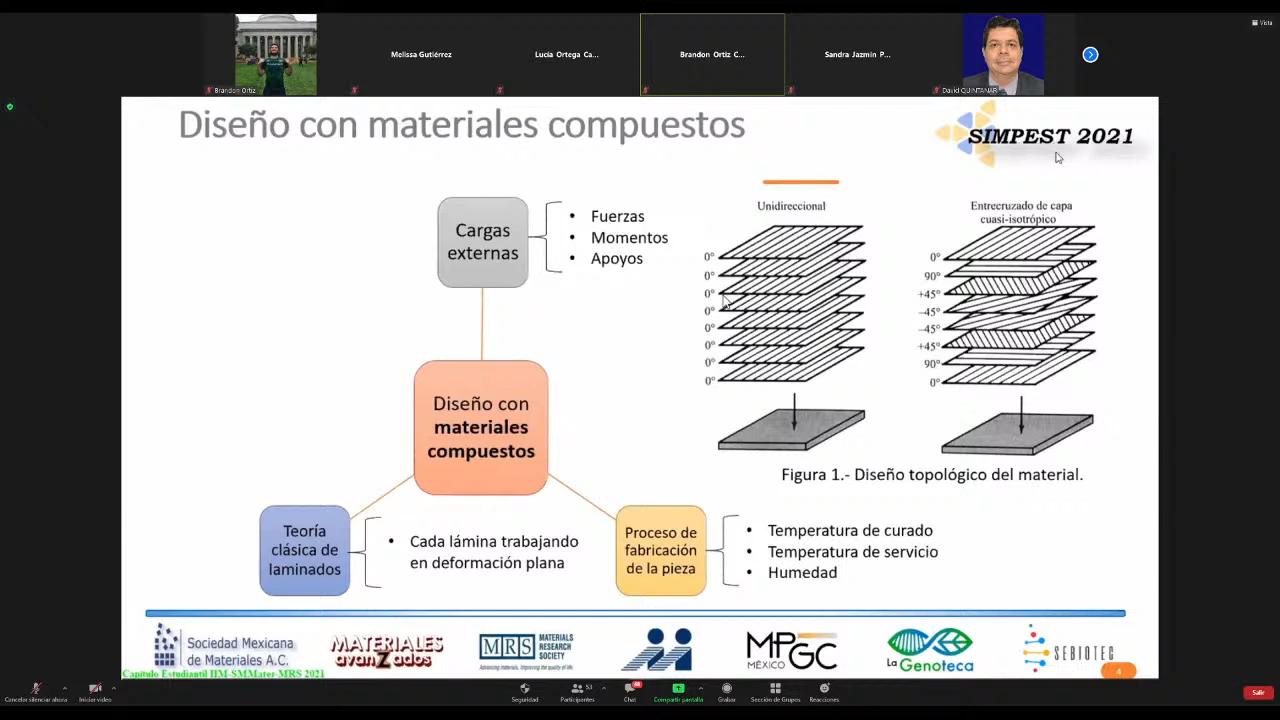 Vista
Melissa Gutiérrez
Lucía Ortega Ca...
Brandon Ortiz C...
Sandra Jazmin P...
Brandon Ortiz
David QUINTANAR
Diseño con materiales compuestos
SIMPEST 2021
Cargas
externas
• Fuerzas
• Momentos
• Apoyos
Unidireccional
0°
0°
0°
0°
0°
0°
0°
0°
Entrecruzado de capa
cuasi-isotrópico
0°
90°
+45°
-45°
-45°
+45°
90°
0°
Figura 1.- Diseño topológico del material.
Diseño con
materiales
compuestos
Teoría
clásica de
laminados
• Cada lámina trabajando
en deformación plana
Proceso de
fabricación
de la pieza
• Temperatura de curado
• Temperatura de servicio
• Humedad
Sociedad Mexicana
de Materiales A.C.
MATERIALES
avanZados
MRS MATERIALS
RESEARCH
SOCIETY
Advancing materials. Improving the quality of life.
MPGC
MÉXICO
La Genoteca
SEBIOTEC
Capítulo Estudiantil IIM-SMMater-MRS 2021
4
Cancelar silenciar ahora
Iniciar video
Seguridad
Participantes
53
Chat
Compartir pantalla
Grabar
Sección de Grupos
Reacciones
Salir